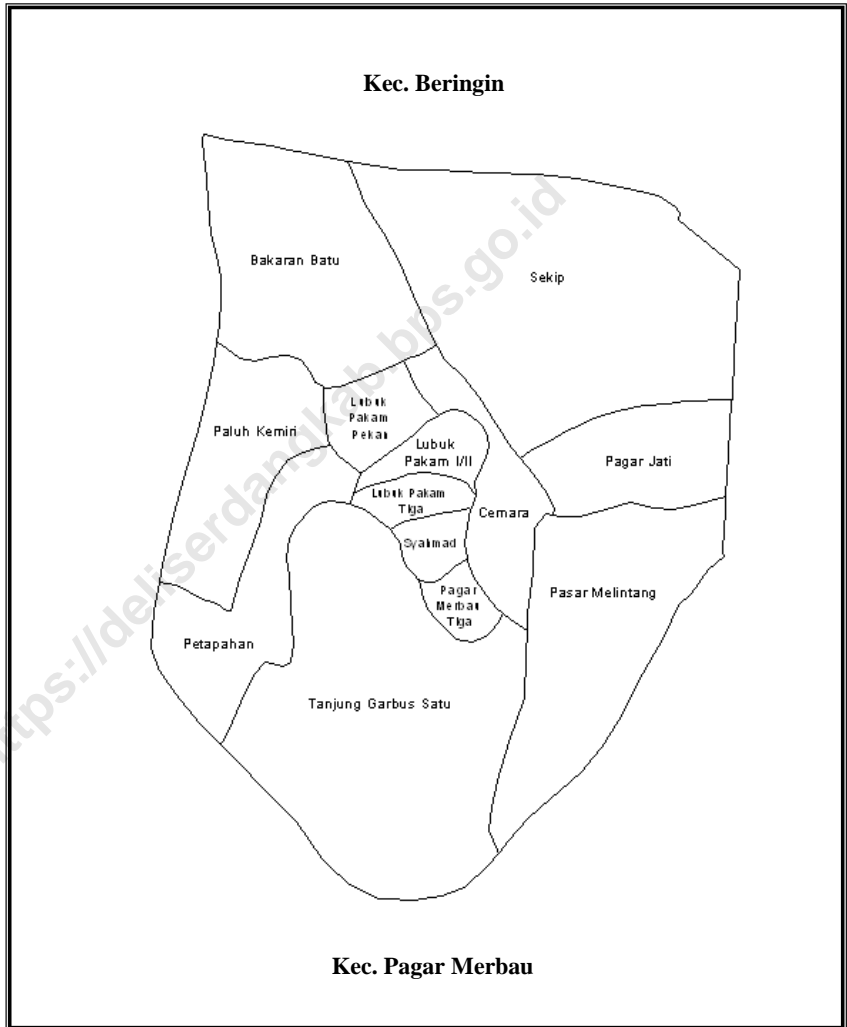 Kec. Beringin
Bakaran Batu
Sekip
Lubuk
Pakam
Pekan
Paluh Kemiri
Lubuk
Pakam I/II
Pagar Jati
Lubuk Pakam
Tiga
Cemara
Syahmad
Pagar
Merbau
Tiga
Pasar Melintang
Petapahan
Tanjung Garbus Satu
Kec. Pagar Merbau
https://deliserdangkab.bps.go.id